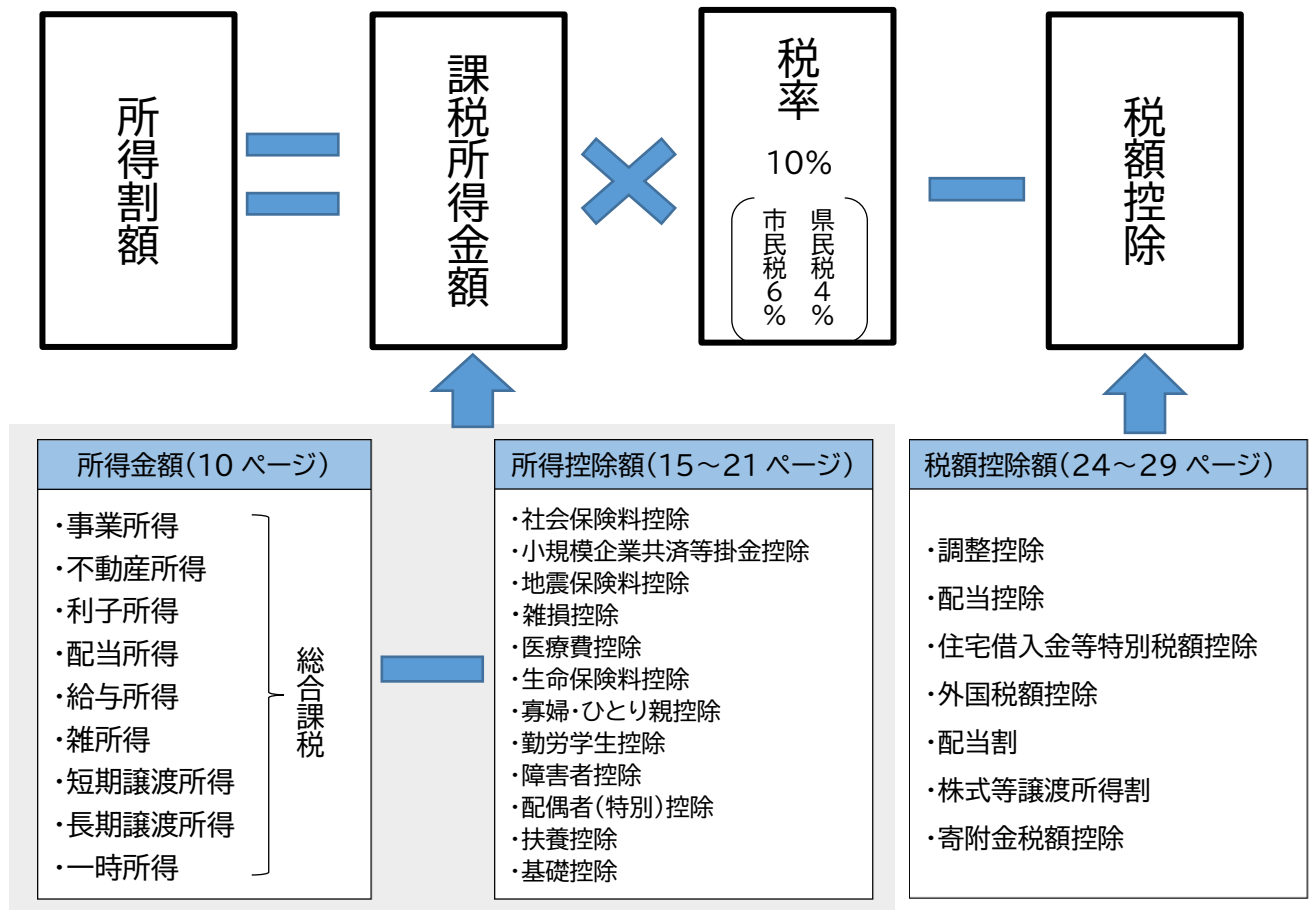 所得割額
課税所得金額
税率
10%
県民税4%
市民税6%
税額控除
所得金額(10 ページ)
・事業所得
・不動産所得
・利子所得
・配当所得
・給与所得
・雑所得
・短期譲渡所得
・長期譲渡所得
・一時所得
総合課税
所得控除額(15~21 ページ)
・社会保険料控除
・小規模企業共済等掛金控除
・地震保険料控除
・雑損控除
・医療費控除
・生命保険料控除
・寡婦・ひとり親控除
・勤労学生控除
・障害者控除
・配偶者(特別)控除
・扶養控除
・基礎控除
税額控除額(24~29 ページ)
・調整控除
・配当控除
・住宅借入金等特別税額控除
・外国税額控除
・配当割
・株式等譲渡所得割
・寄附金税額控除